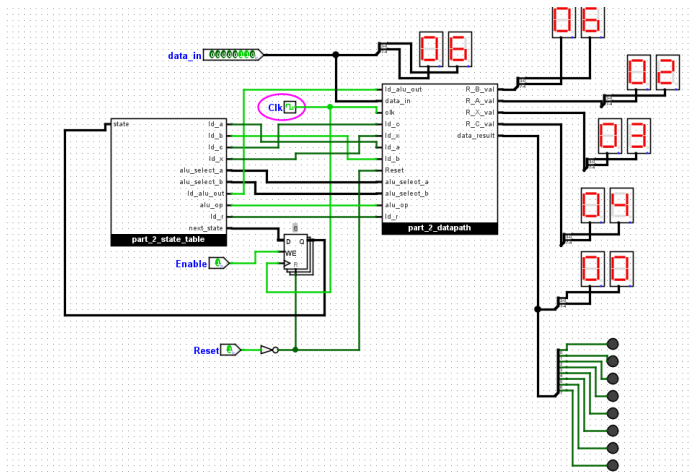 06
06
data_in
02
ld_alu_out R_B_val
data_in R_A_val
Clk
clk R_X_val
ld_c R_C_val
ld_x data_result
ld_a
ld_b
Reset
alu_select_a
alu_select_b
alu_op
ld_r
part_2_datapath
03
state ld_a
ld_b
ld_c
ld_x
alu_select_a
alu_select_b
ld_alu_out
alu_op
ld_r
next_state
part_2_state_table
04
D Q
WE
R
Enable
00
Reset